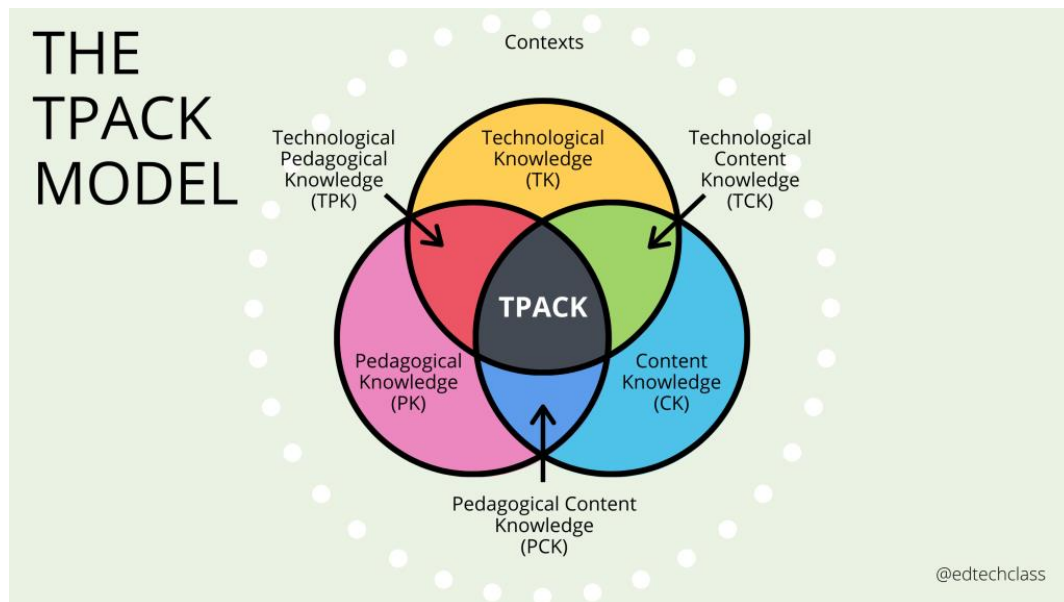 THE
TPACK
MODEL
Contexts
Technological
Pedagogical
Knowledge
(TPK)
Technological
Knowledge
(TK)
Technological
Content
Knowledge
(TCK)
TPACK
Pedagogical
Knowledge
(PK)
Content
Knowledge
(CK)
Pedagogical Content
Knowledge
(PCK)
@edtechclass